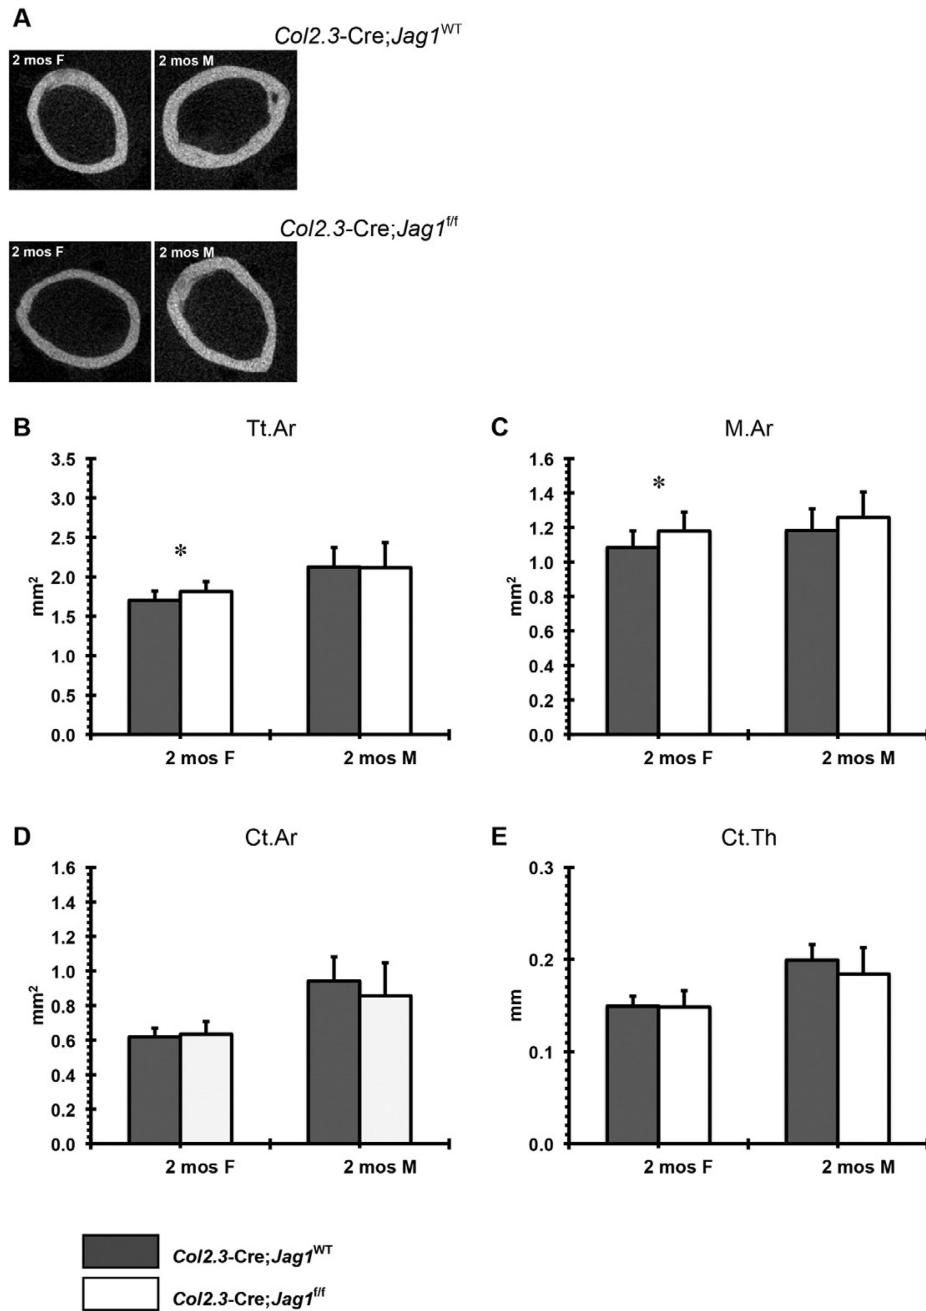 A
Col2.3-Cre;Jag1WT
2 mos F
2 mos M
Col2.3-Cre;Jag1f/f
2 mos F
2 mos M
B
Tt.Ar
3.5
3.0
2.5
2.0
1.5
1.0
0.5
0.0
mm2
*
2 mos F
2 mos M
C
M.Ar
1.6
1.4
1.2
1.0
0.8
0.6
0.4
0.2
0.0
mm2
*
2 mos F
2 mos M
D
Ct.Ar
1.6
1.4
1.2
1.0
0.8
0.6
0.4
0.2
0.0
mm2
2 mos F
2 mos M
E
Ct.Th
0.3
0.2
0.1
0.0
mm
2 mos F
2 mos M
Col2.3-Cre;Jag1WT
Col2.3-Cre;Jag1f/f